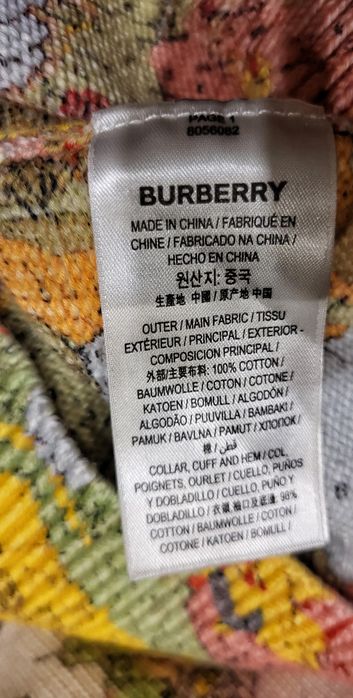 PAGE 1
8056082
BURBERRY
MADE IN CHINA / FABRIQUÉ EN
CHINE / FABRICADO NA CHINA /
HECHO EN CHINA
원산지: 중국
生產地 中國 / 原产地 中国
OUTER / MAIN FABRIC / TISSU
EXTÉRIEUR / PRINCIPAL / EXTERIOR -
COMPOSICIÓN PRINCIPAL /
外部/主要布料: 100% COTTON /
BAUMWOLLE / COTON / COTONE /
KATOEN / BOMULL / ALGODÓN /
ALGODÃO / PUUVILLA / ΒΑΜΒΑΚΙ /
PAMUK / BAVLNA / PAMUT / ХЛОПОК /
棉 / قطن
COLLAR, CUFF AND HEM / COL,
POIGNETS, OURLET / CUELLO, PUÑOS
Y DOBLADILLO / CUELLO, PUÑO Y
DOBLADILLO / 衣領, 袖口及底邊: 98%
COTTON / BAUMWOLLE / COTON /
COTONE / KATOEN / BOMULL /